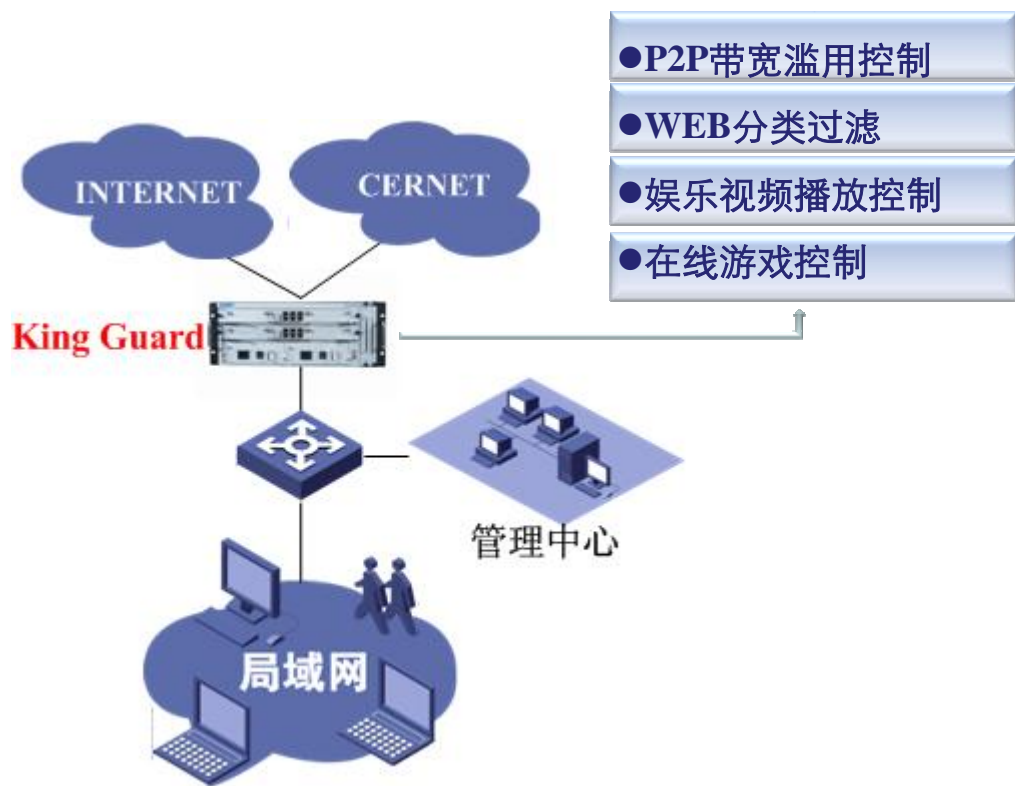 ●P2P带宽滥用控制
●WEB分类过滤
●娱乐视频播放控制
●在线游戏控制
INTERNET
CERNET
King Guard
管理中心
局域网